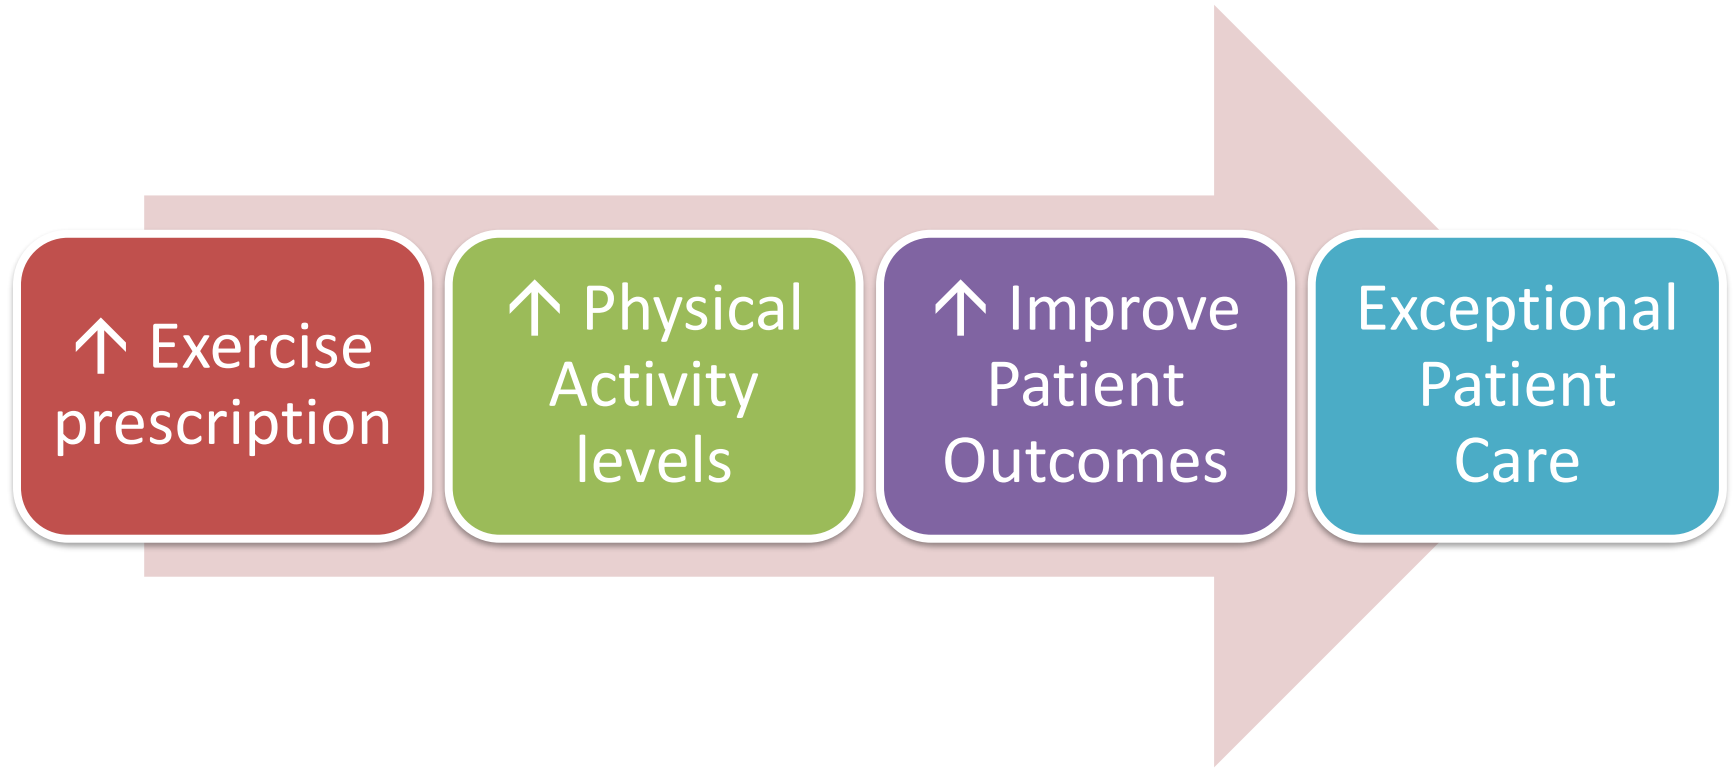 ↑ Exercise
prescription
↑ Physical
Activity
levels
↑ Improve
Patient
Outcomes
Exceptional
Patient
Care